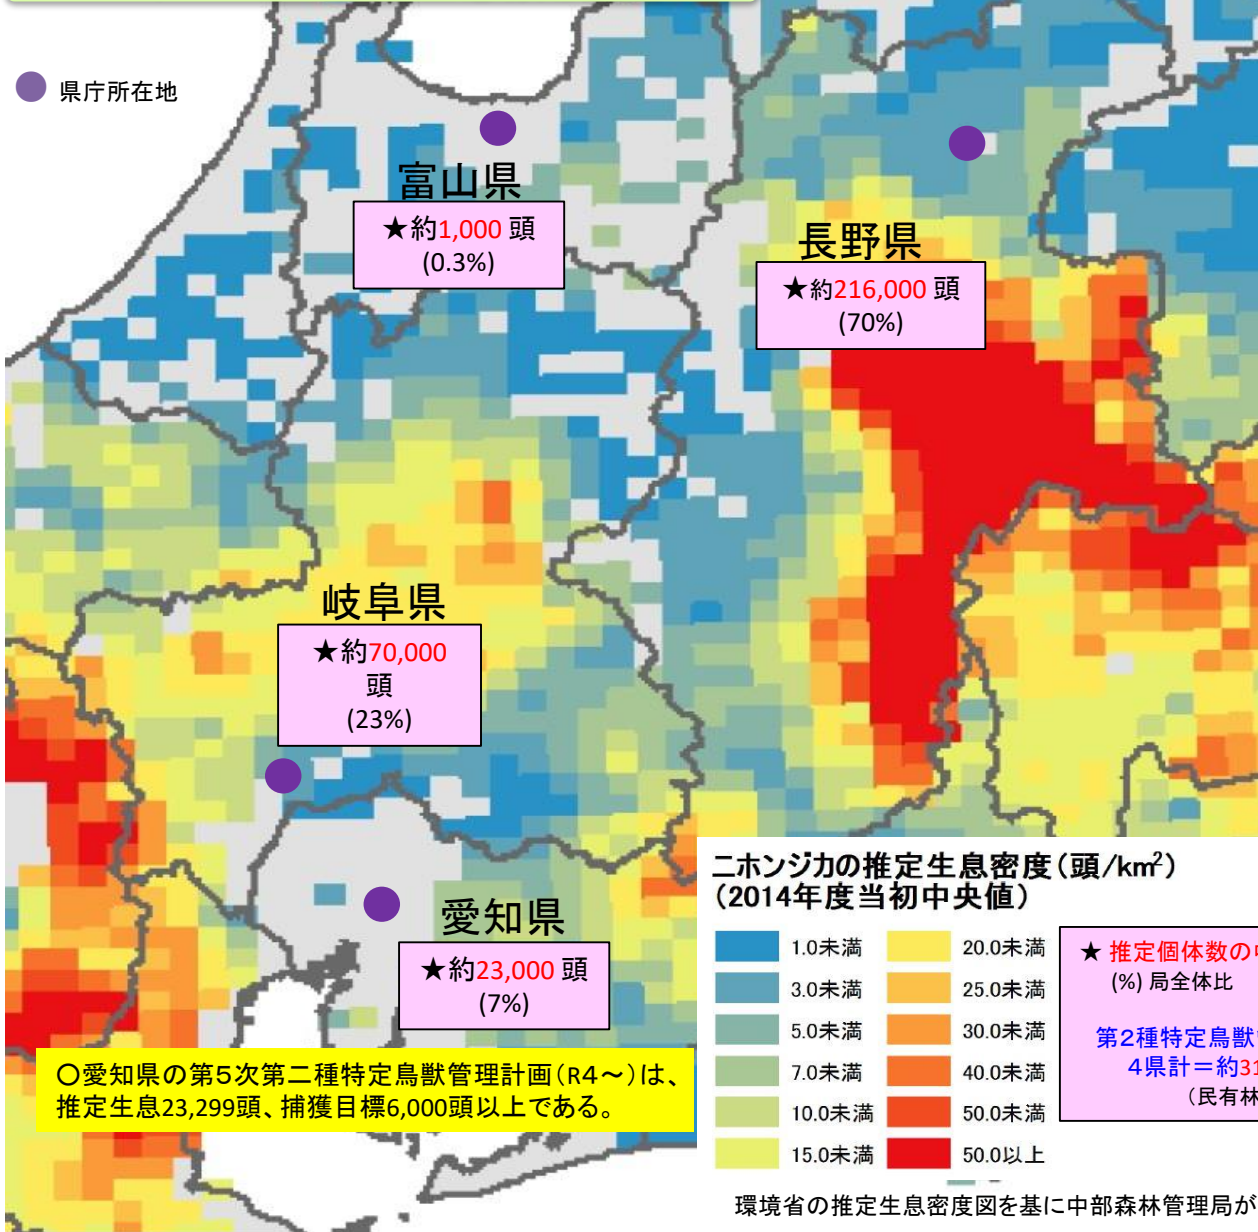 県庁所在地
富山県
★約1,000 頭
(0.3%)
長野県
★約216,000 頭
(70%)
岐阜県
★約70,000
頭
(23%)
愛知県
★約23,000 頭
(7%)
〇愛知県の第5次第二種特定鳥獣管理計画(R4～)は、
推定生息23,299頭、捕獲目標6,000頭以上である。
ニホンジカの推定生息密度(頭/km²)
(2014年度当初中央値)
1.0未満
3.0未満
5.0未満
7.0未満
10.0未満
15.0未満
20.0未満
25.0未満
30.0未満
40.0未満
50.0未満
50.0以上
★ 推定個体数の
(%) 局全体比
第2種特定鳥獣
4県計＝約31
(民有林
環境省の推定生息密度図を基に中部森林管理局が